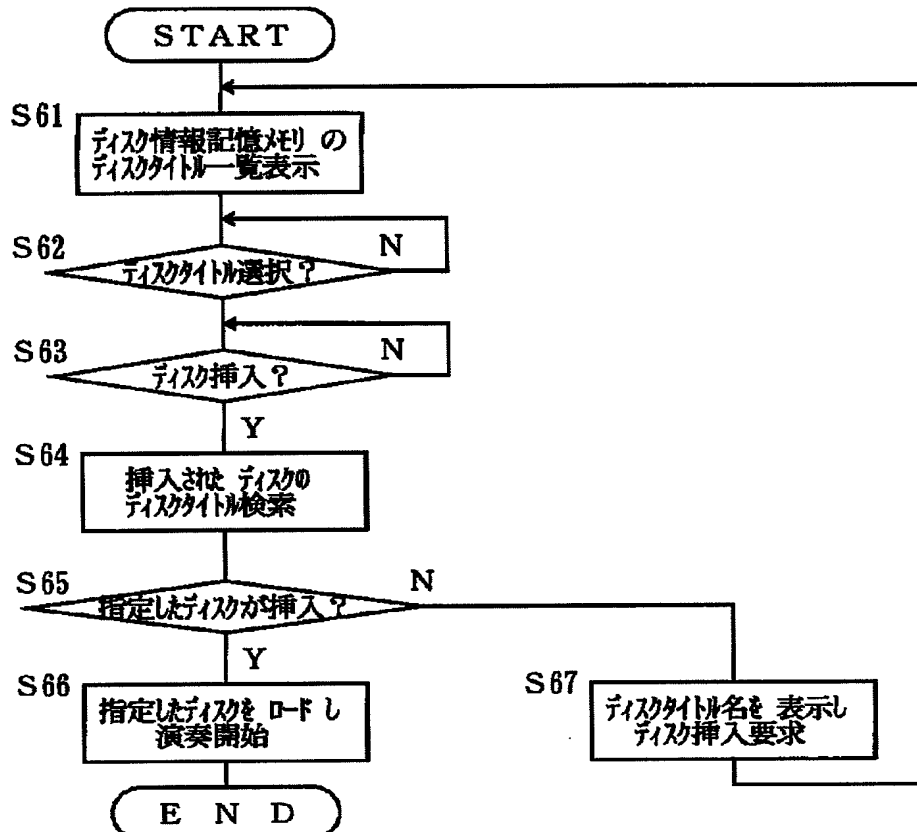 START
S61
ディスク情報記憶メモリ の
ディスクタイトル一覧表示
S62
N
ディスクタイトル選択?
S63
N
ディスク挿入?
Y
S64
挿入された ディスクの
ディスクタイトル検索
S65
N
指定したディスクが挿入?
Y
S66
指定したディスクを ロード し
演奏開始
S67
ディスクタイトル名を 表示し
ディスク挿入要求
END